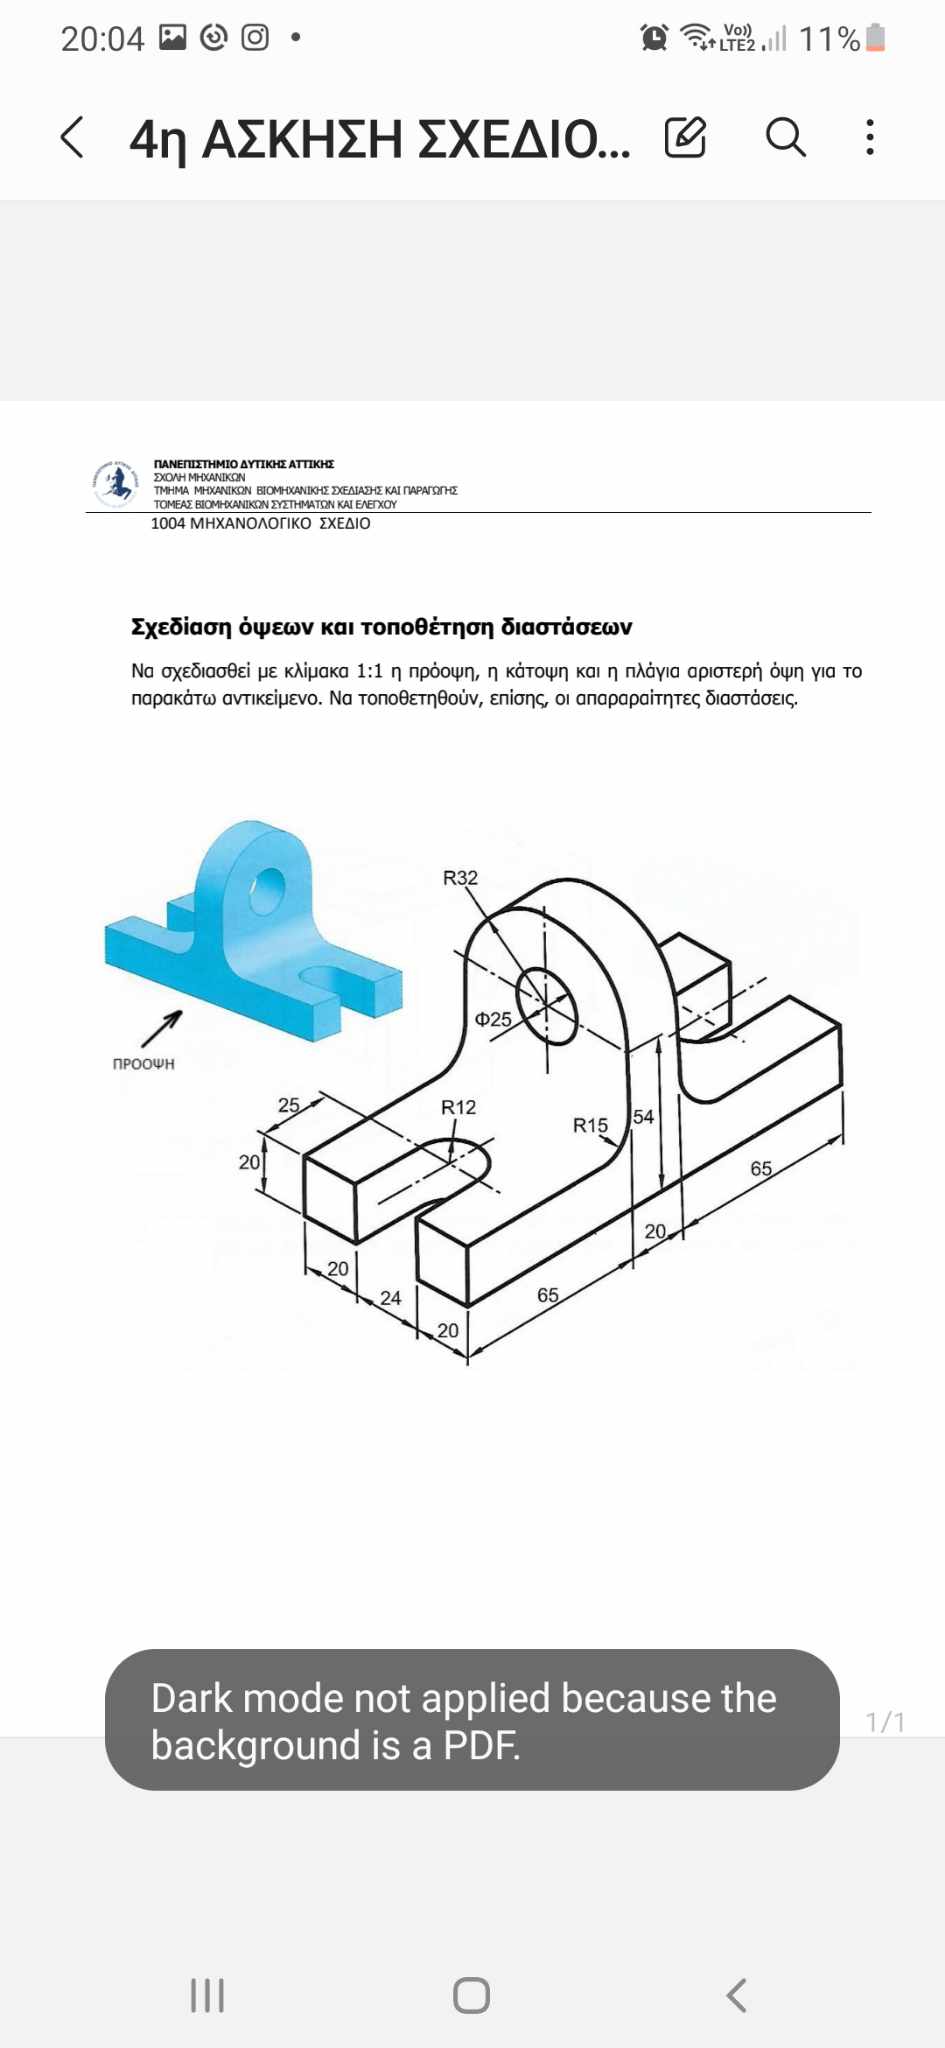 20:04
Vo)) LTE2 11%
4η ΑΣΚΗΣΗ ΣΧΕΔΙΟ...
ΠΑΝΕΠΙΣΤΗΜΙΟ ΔΥΤΙΚΗΣ ΑΤΤΙΚΗΣ
ΣΧΟΛΗ ΜΗΧΑΝΙΚΩΝ
ΤΜΗΜΑ ΜΗΧΑΝΙΚΩΝ ΒΙΟΜΗΧΑΝΙΚΗΣ ΣΧΕΔΙΑΣΗΣ ΚΑΙ ΠΑΡΑΓΩΓΗΣ
ΤΟΜΕΑΣ ΒΙΟΜΗΧΑΝΙΚΩΝ ΣΥΣΤΗΜΑΤΩΝ ΚΑΙ ΕΛΕΓΧΟΥ
1004 ΜΗΧΑΝΟΛΟΓΙΚΟ ΣΧΕΔΙΟ
Σχεδίαση όψεων και τοποθέτηση διαστάσεων
Να σχεδιασθεί με κλίμακα 1:1 η πρόοψη, η κάτοψη και η πλάγια αριστερή όψη για το
παρακάτω αντικείμενο. Να τοποθετηθούν, επίσης, οι απαραραίτητες διαστάσεις.
R32
Φ25
ΠΡΟΟΨΗ
25
R12
R15
54
20
65
20
20
24
65
20
Dark mode not applied because the
background is a PDF.
1/1